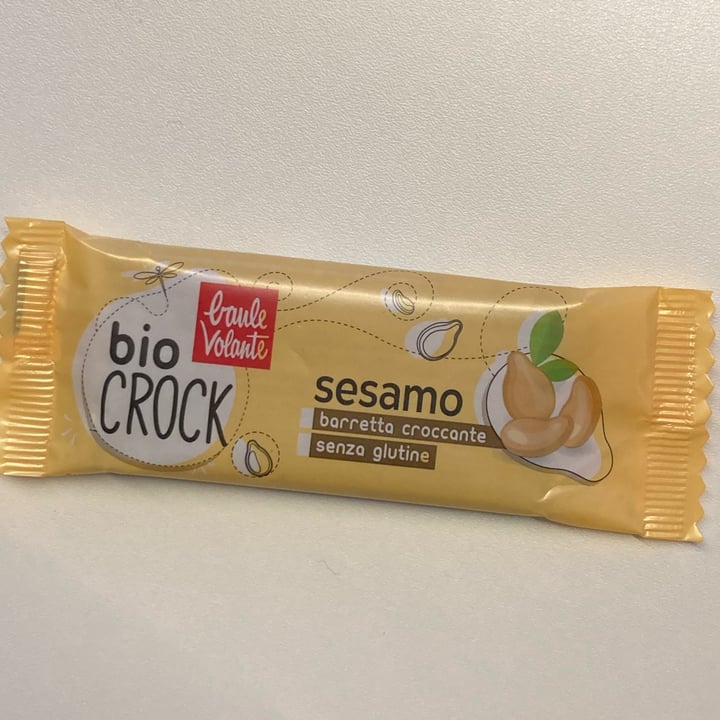 baule
volante
bio
CROCK
sesamo
barretta croccante
senza glutine